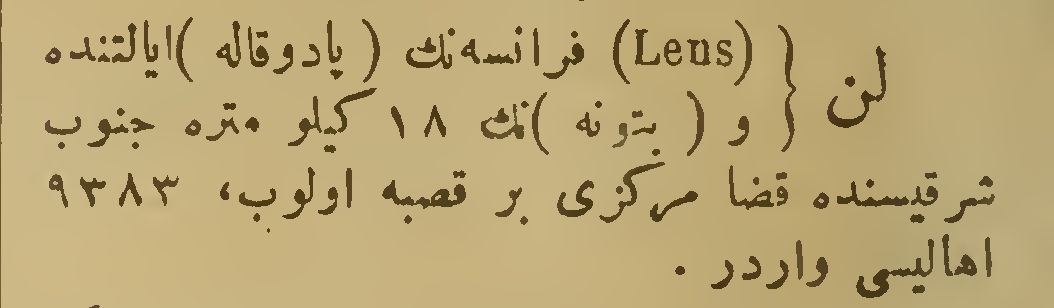 لن { (Lens) فرانسه‌نك ( پادوقاله )ایالتنده
و ( بتونه )نك ١٨ كیلو متره جنوب
شرقیسنده قضا مركزی بر قصبه اولوب، ٩٣٨٣
اهالیسی واردر .